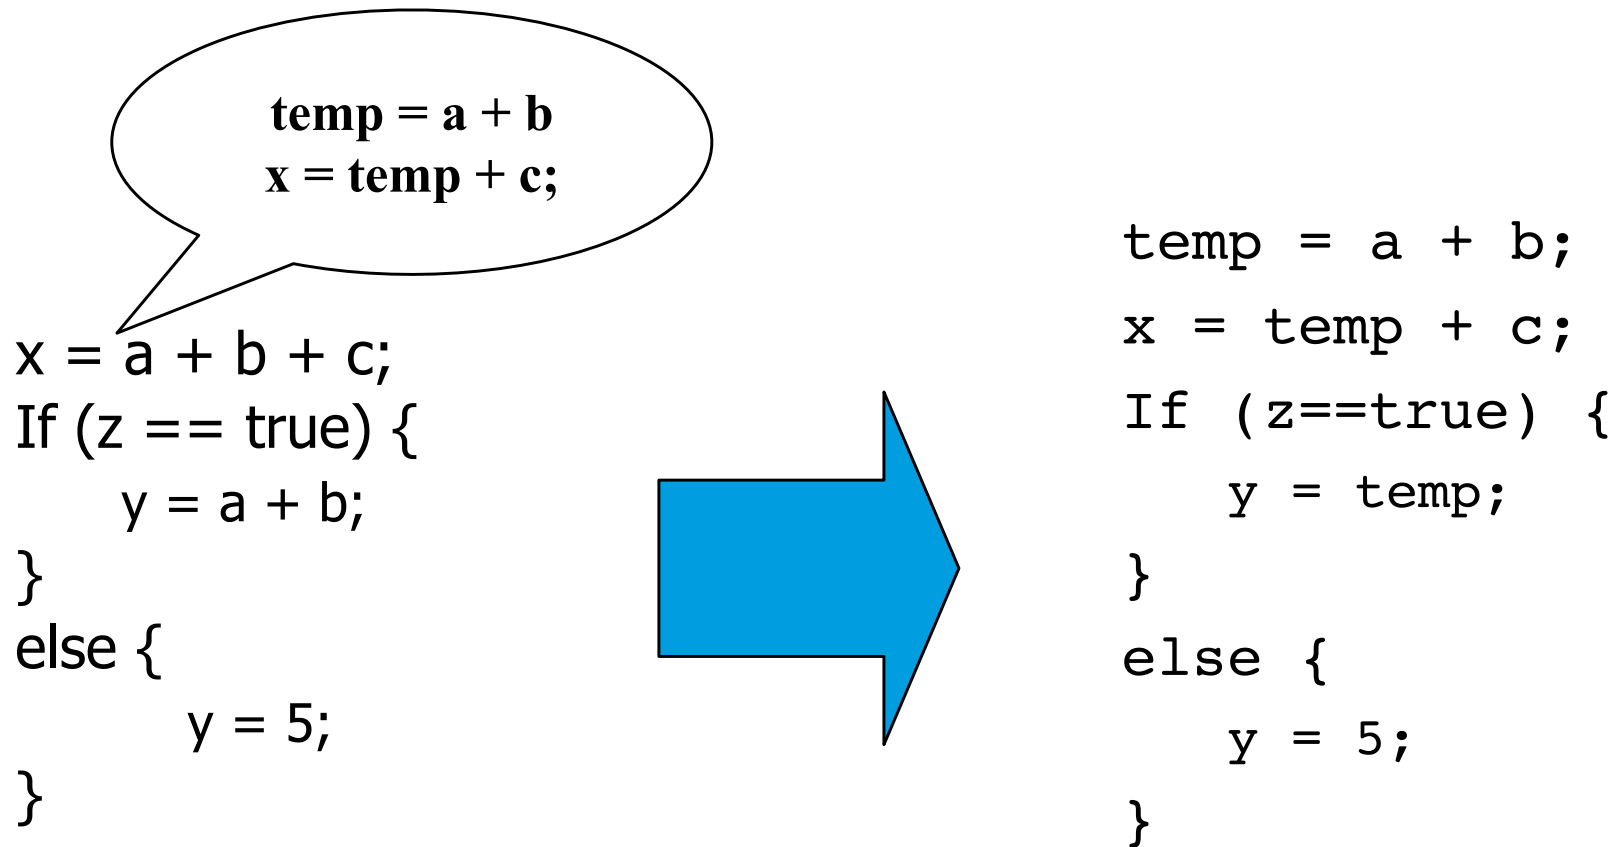 temp = a + b
x = temp + c;
x = a + b + c;
If (z == true) {
y = a + b;
}
else {
y = 5;
}
temp = a + b;
x = temp + c;
If (z==true) {
y = temp;
}
else {
y = 5;
}